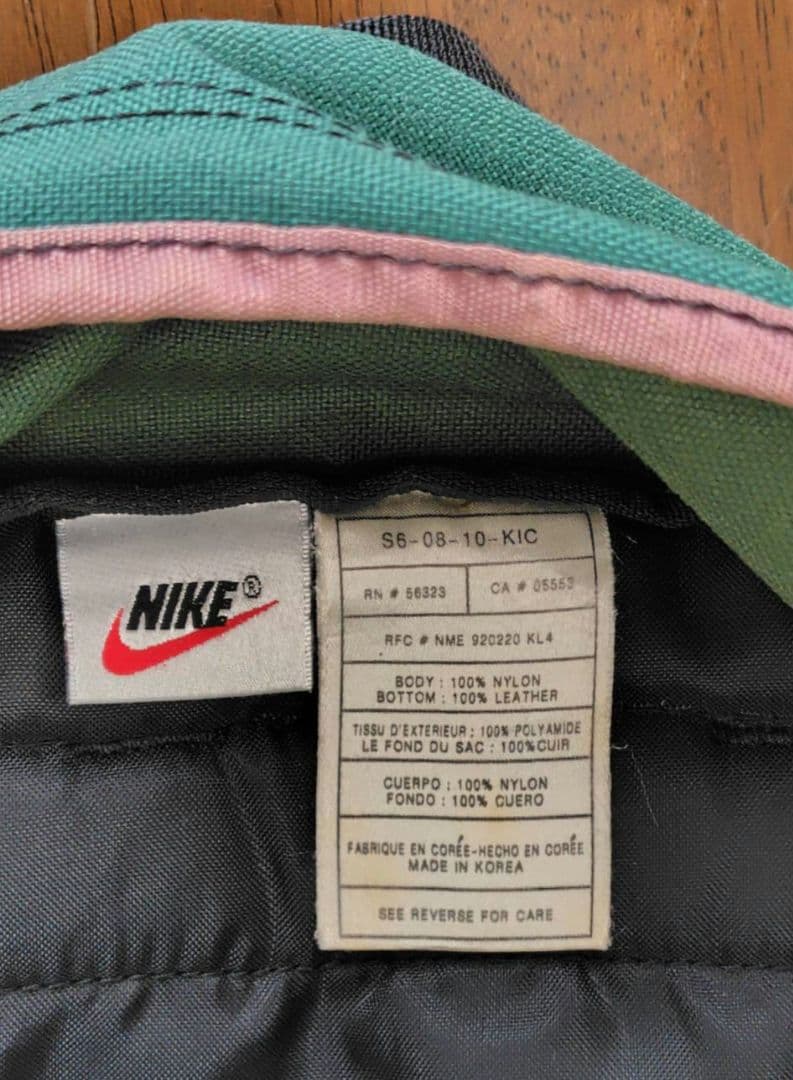 NIKE®
S6-08-10-KIC
RN # 56323
CA # 05553
RFC # NME 920220 KL4
BODY : 100% NYLON
BOTTOM : 100% LEATHER
TISSU D'EXTERIEUR : 100% POLYAMIDE
LE FOND DU SAC : 100%CUIR
CUERPO : 100% NYLON
FONDO : 100% CUERO
FABRIQUE EN CORÉE-HECHO EN CORÉE
MADE IN KOREA
SEE REVERSE FOR CARE